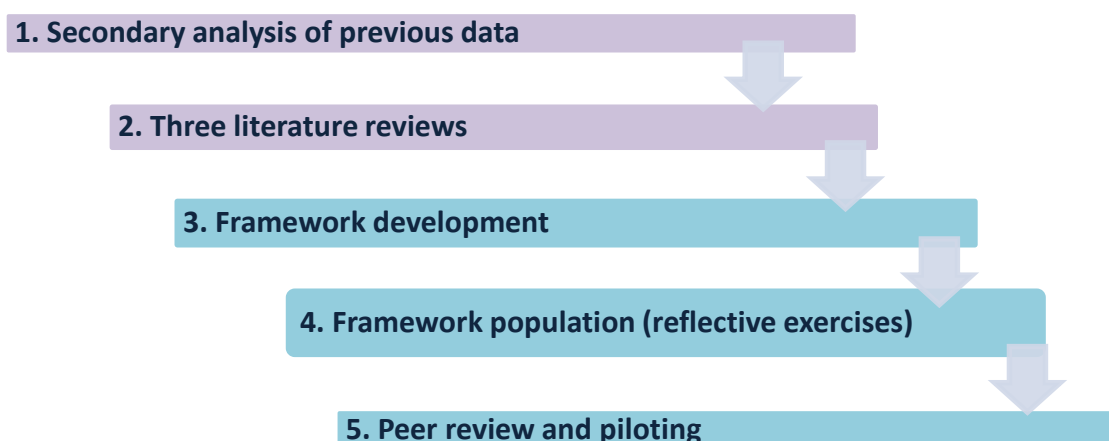 1. Secondary analysis of previous data
2. Three literature reviews
3. Framework development
4. Framework population (reflective exercises)
5. Peer review and piloting